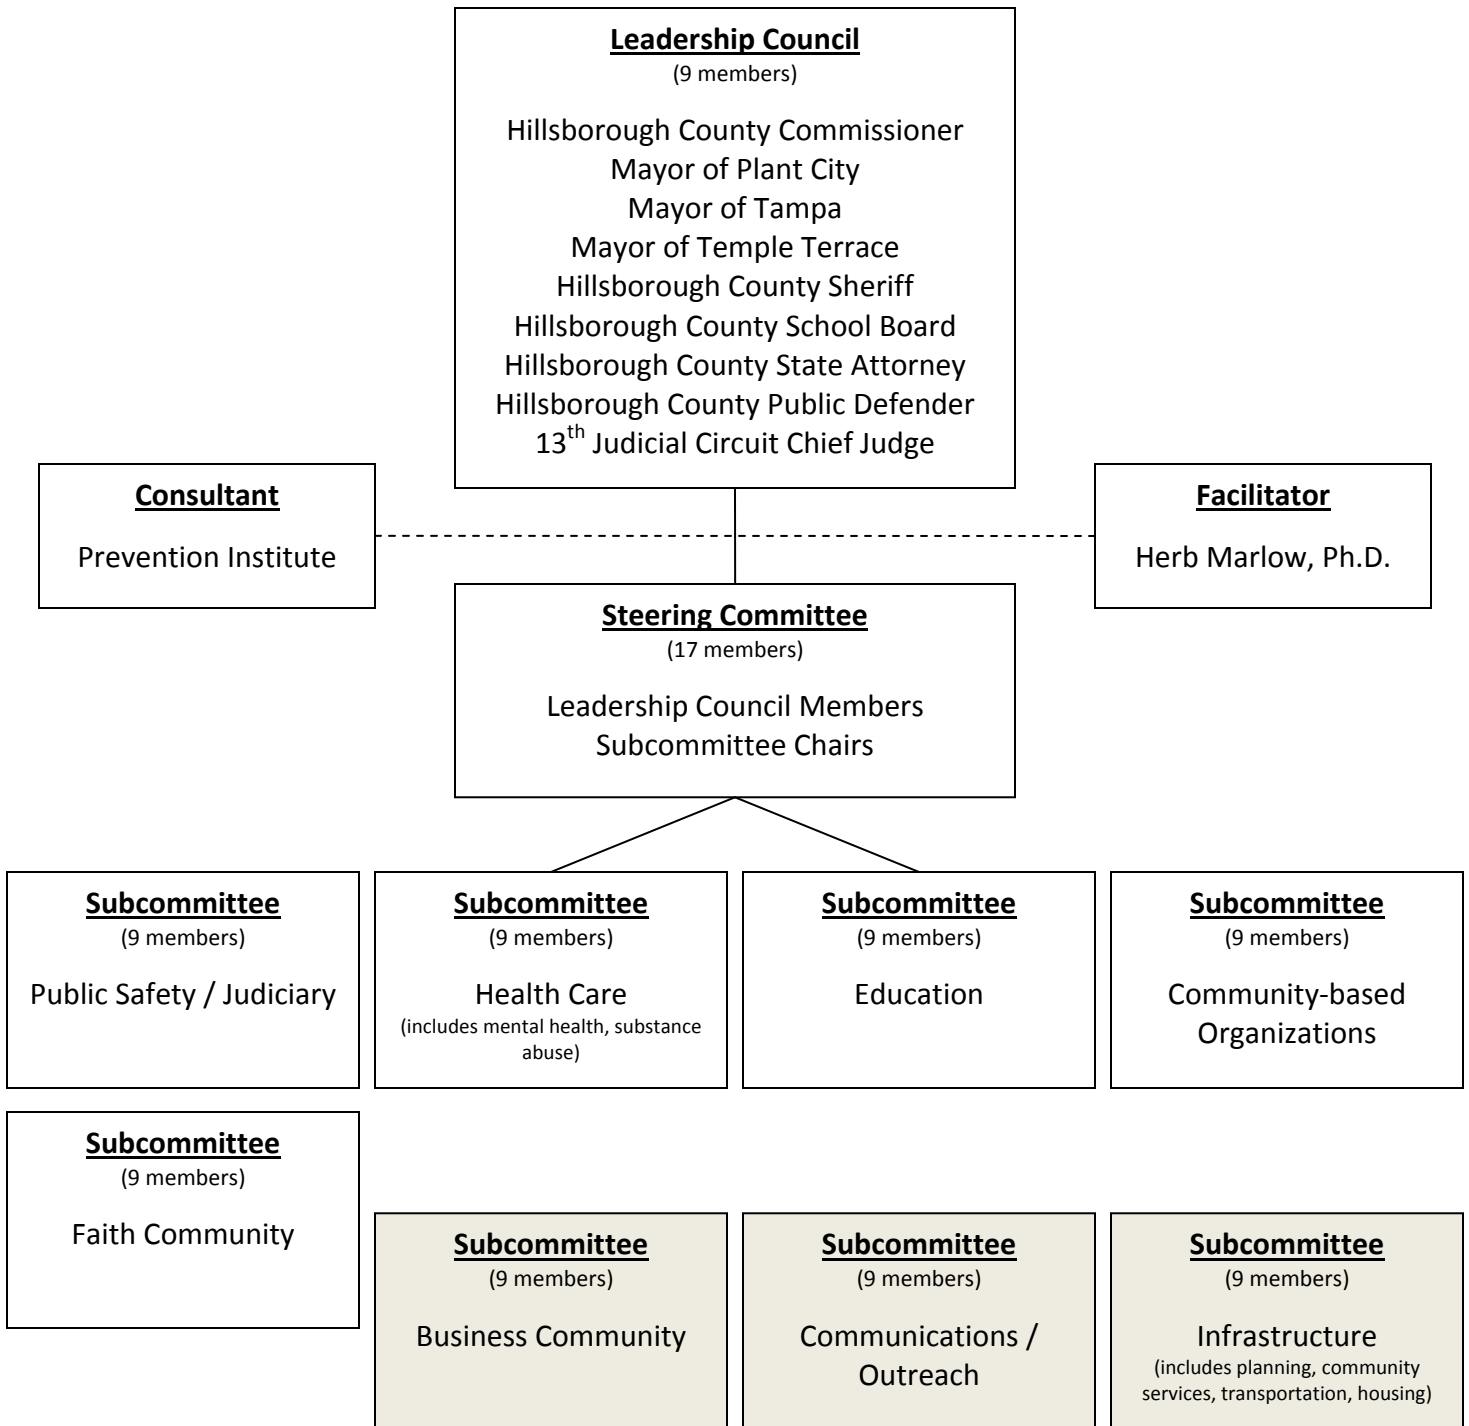 Leadership Council
(9 members)
Hillsborough County Commissioner
Mayor of Plant City
Mayor of Tampa
Mayor of Temple Terrace
Hillsborough County Sheriff
Hillsborough County School Board
Hillsborough County State Attorney
Hillsborough County Public Defender
13th Judicial Circuit Chief Judge
Consultant
Prevention Institute
Facilitator
Herb Marlow, Ph.D.
Steering Committee
(17 members)
Leadership Council Members
Subcommittee Chairs
Subcommittee
(9 members)
Public Safety / Judiciary
Subcommittee
(9 members)
Health Care
(includes mental health, substance
abuse)
Subcommittee
(9 members)
Education
Subcommittee
(9 members)
Community-based
Organizations
Subcommittee
(9 members)
Faith Community
Subcommittee
(9 members)
Business Community
Subcommittee
(9 members)
Communications /
Outreach
Subcommittee
(9 members)
Infrastructure
(includes planning, community
services, transportation, housing)